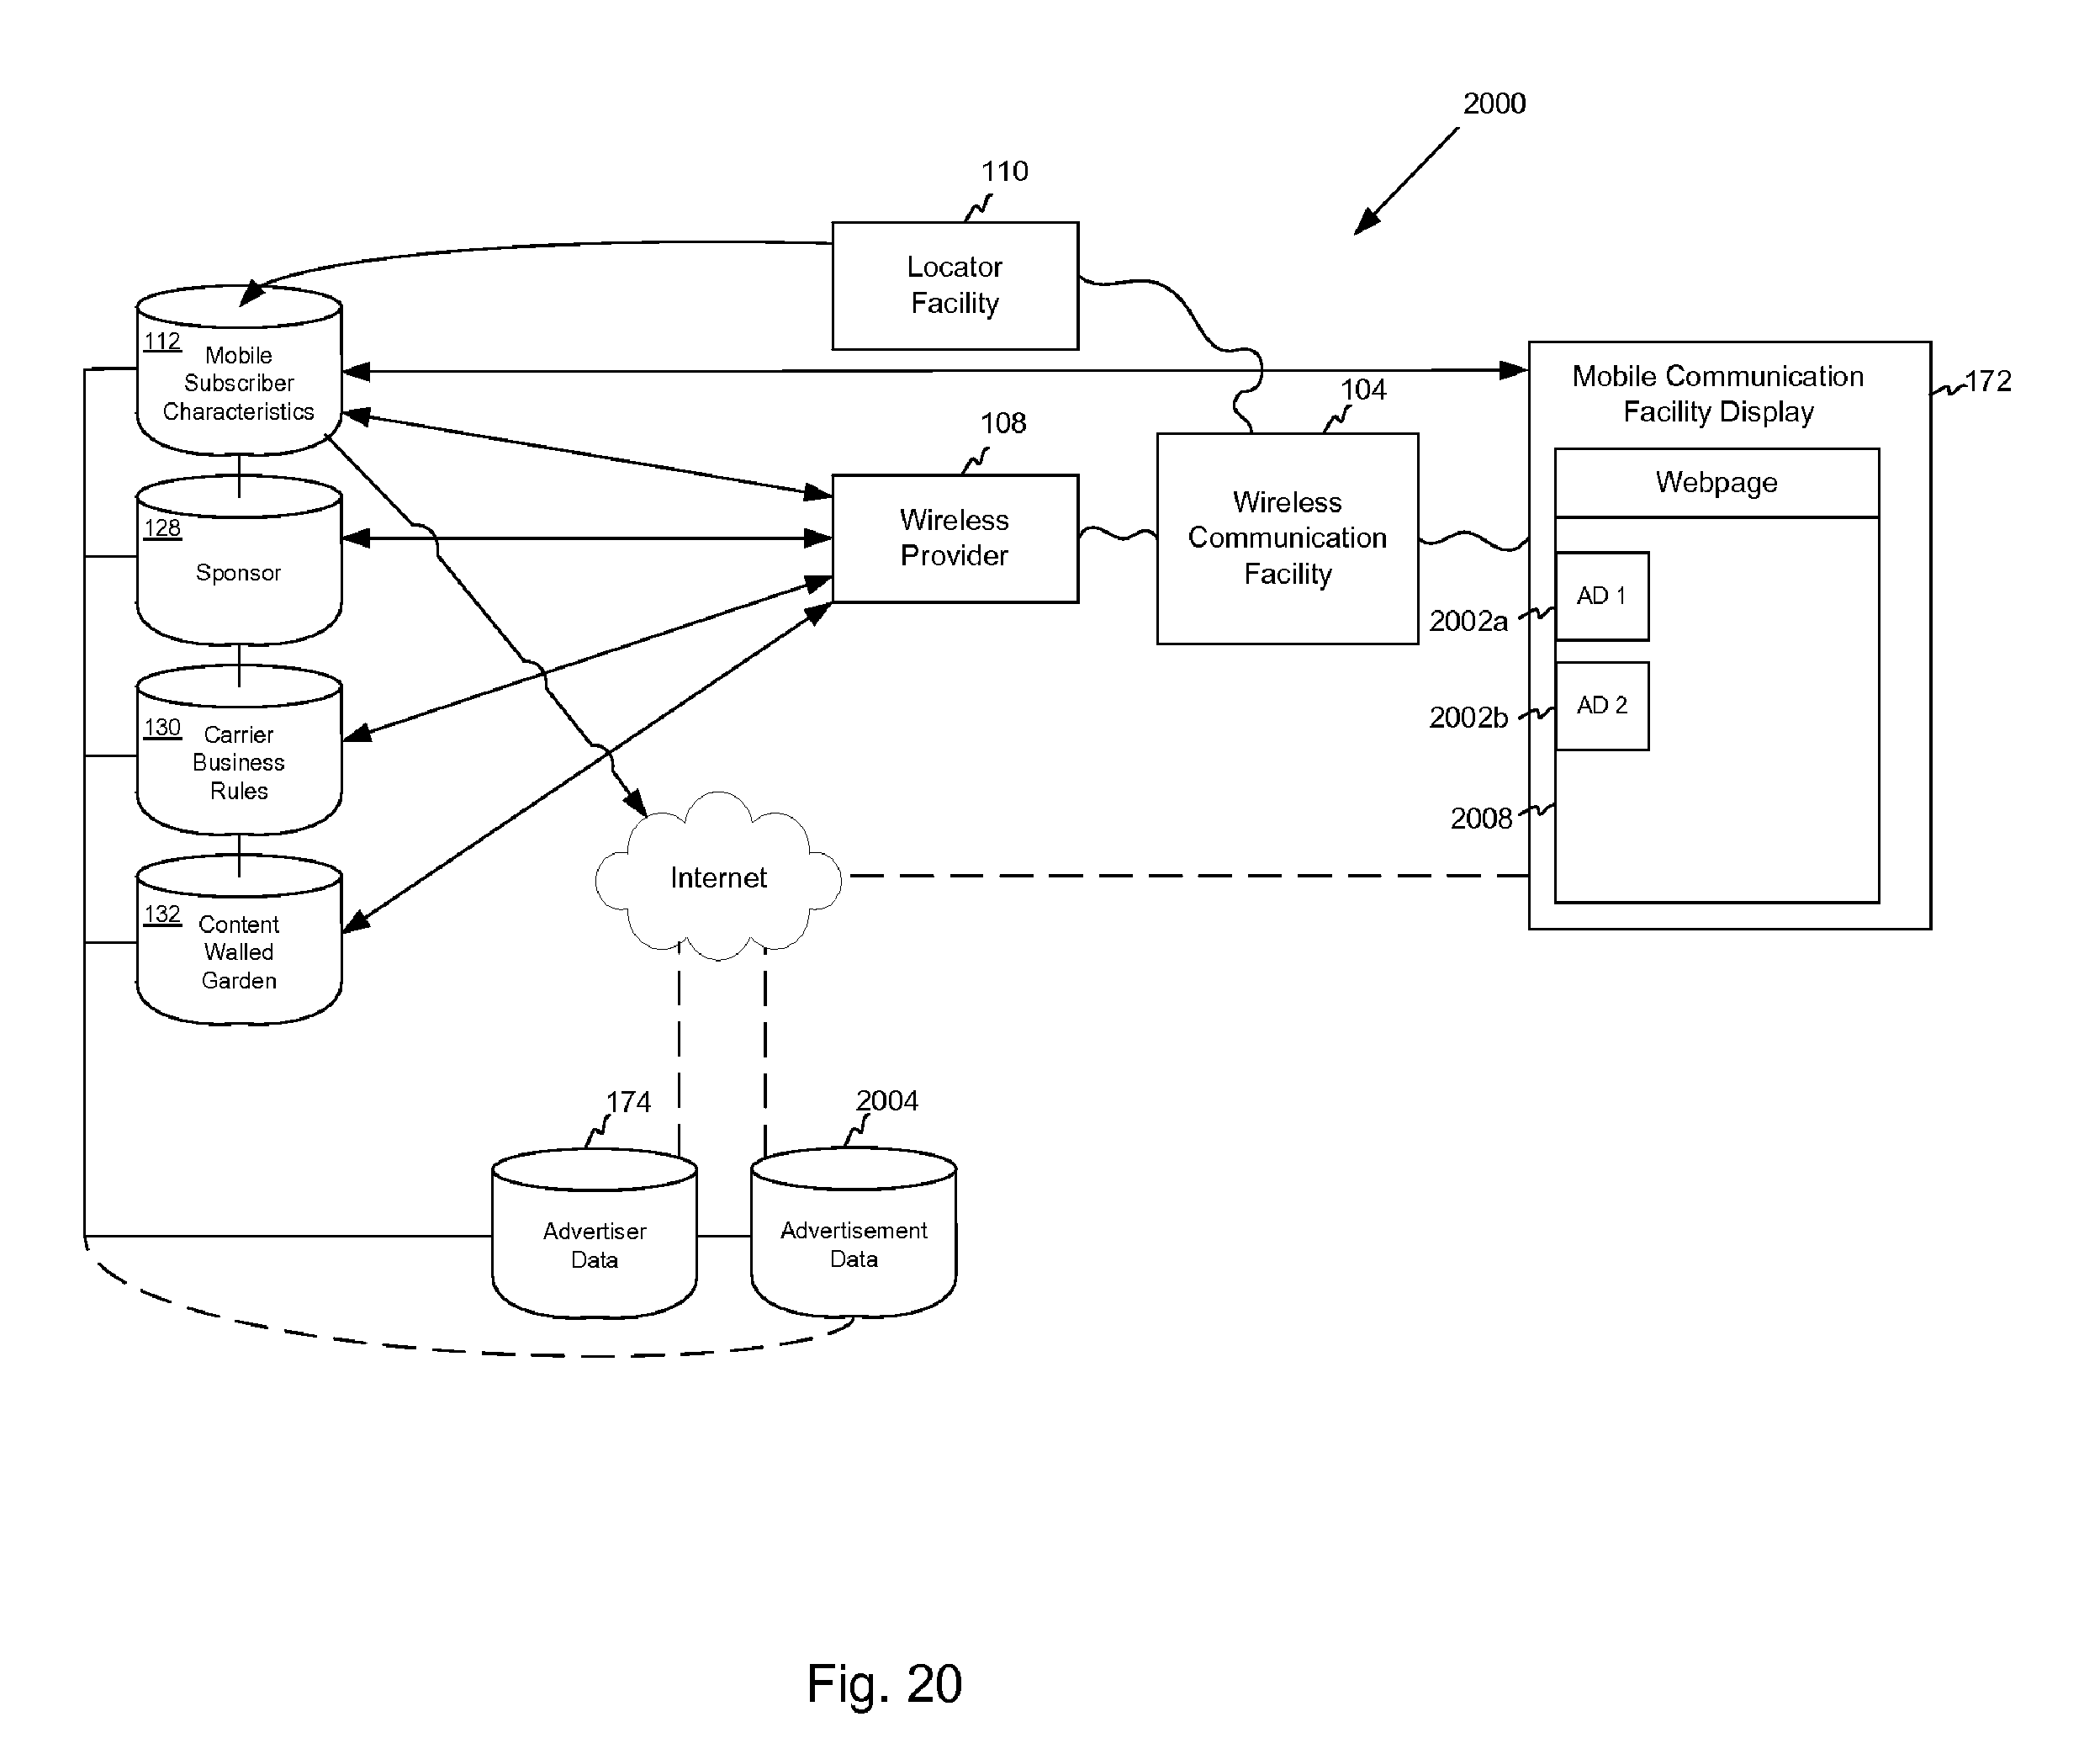 2000
110
Locator
Facility
112
Mobile
Subscriber
Characteristics
104
Mobile Communication
Facility Display
172
108
Webpage
128
Sponsor
Wireless
Provider
Wireless
Communication
Facility
AD 1
2002a
AD 2
2002b
130
Carrier
Business
Rules
2008
Internet
132
Content
Walled
Garden
174
2004
Advertiser
Data
Advertisement
Data
Fig. 20